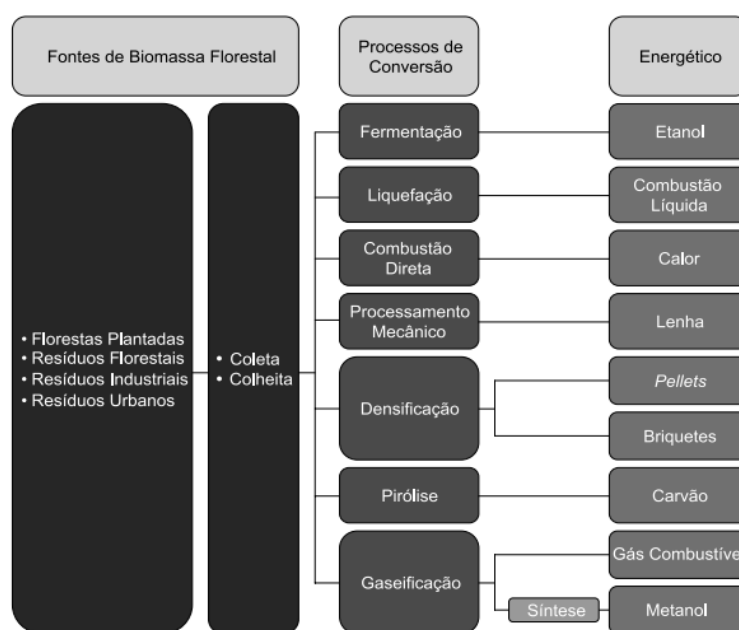 Fontes de Biomassa Florestal
Processos de
Conversão
Energético
• Florestas Plantadas
• Resíduos Florestais
• Resíduos Industriais
• Resíduos Urbanos
• Coleta
• Colheita
Fermentação
Etanol
Liquefação
Combustão
Líquida
Combustão
Direta
Calor
Processamento
Mecânico
Lenha
Densificação
Pellets
Briquetes
Pirólise
Carvão
Gaseificação
Gás Combustíve
Síntese
Metanol